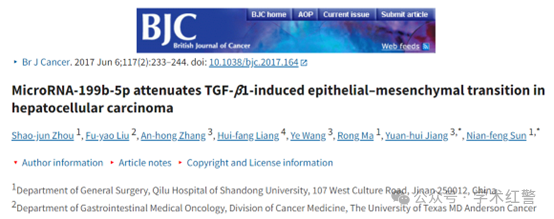 BJC
British Journal of Cancer
BJC home
AOP
Current issue
Submit article
Web feeds
• Br J Cancer. 2017 Jun 6;117(2):233–244. doi: 10.1038/bjc.2017.164
MicroRNA-199b-5p attenuates TGF-β1-induced epithelial–mesenchymal transition in
hepatocellular carcinoma
Shao-jun Zhou 1, Fu-yao Liu 2, An-hong Zhang 3, Hui-fang Liang 4, Ye Wang 3, Rong Ma 1, Yuan-hui Jiang 3,*, Nian-feng Sun 1,*
▸ Author information ▸ Article notes ▸ Copyright and License information
1Department of General Surgery, Qilu Hospital of Shandong University, 107 West Culture Road, Jinan 250012, China
2Department of Gastrointestinal Medical Oncology, Division of Cancer Medicine, The University of Texas MD Anderson Cancer
公众号 · 学术红警